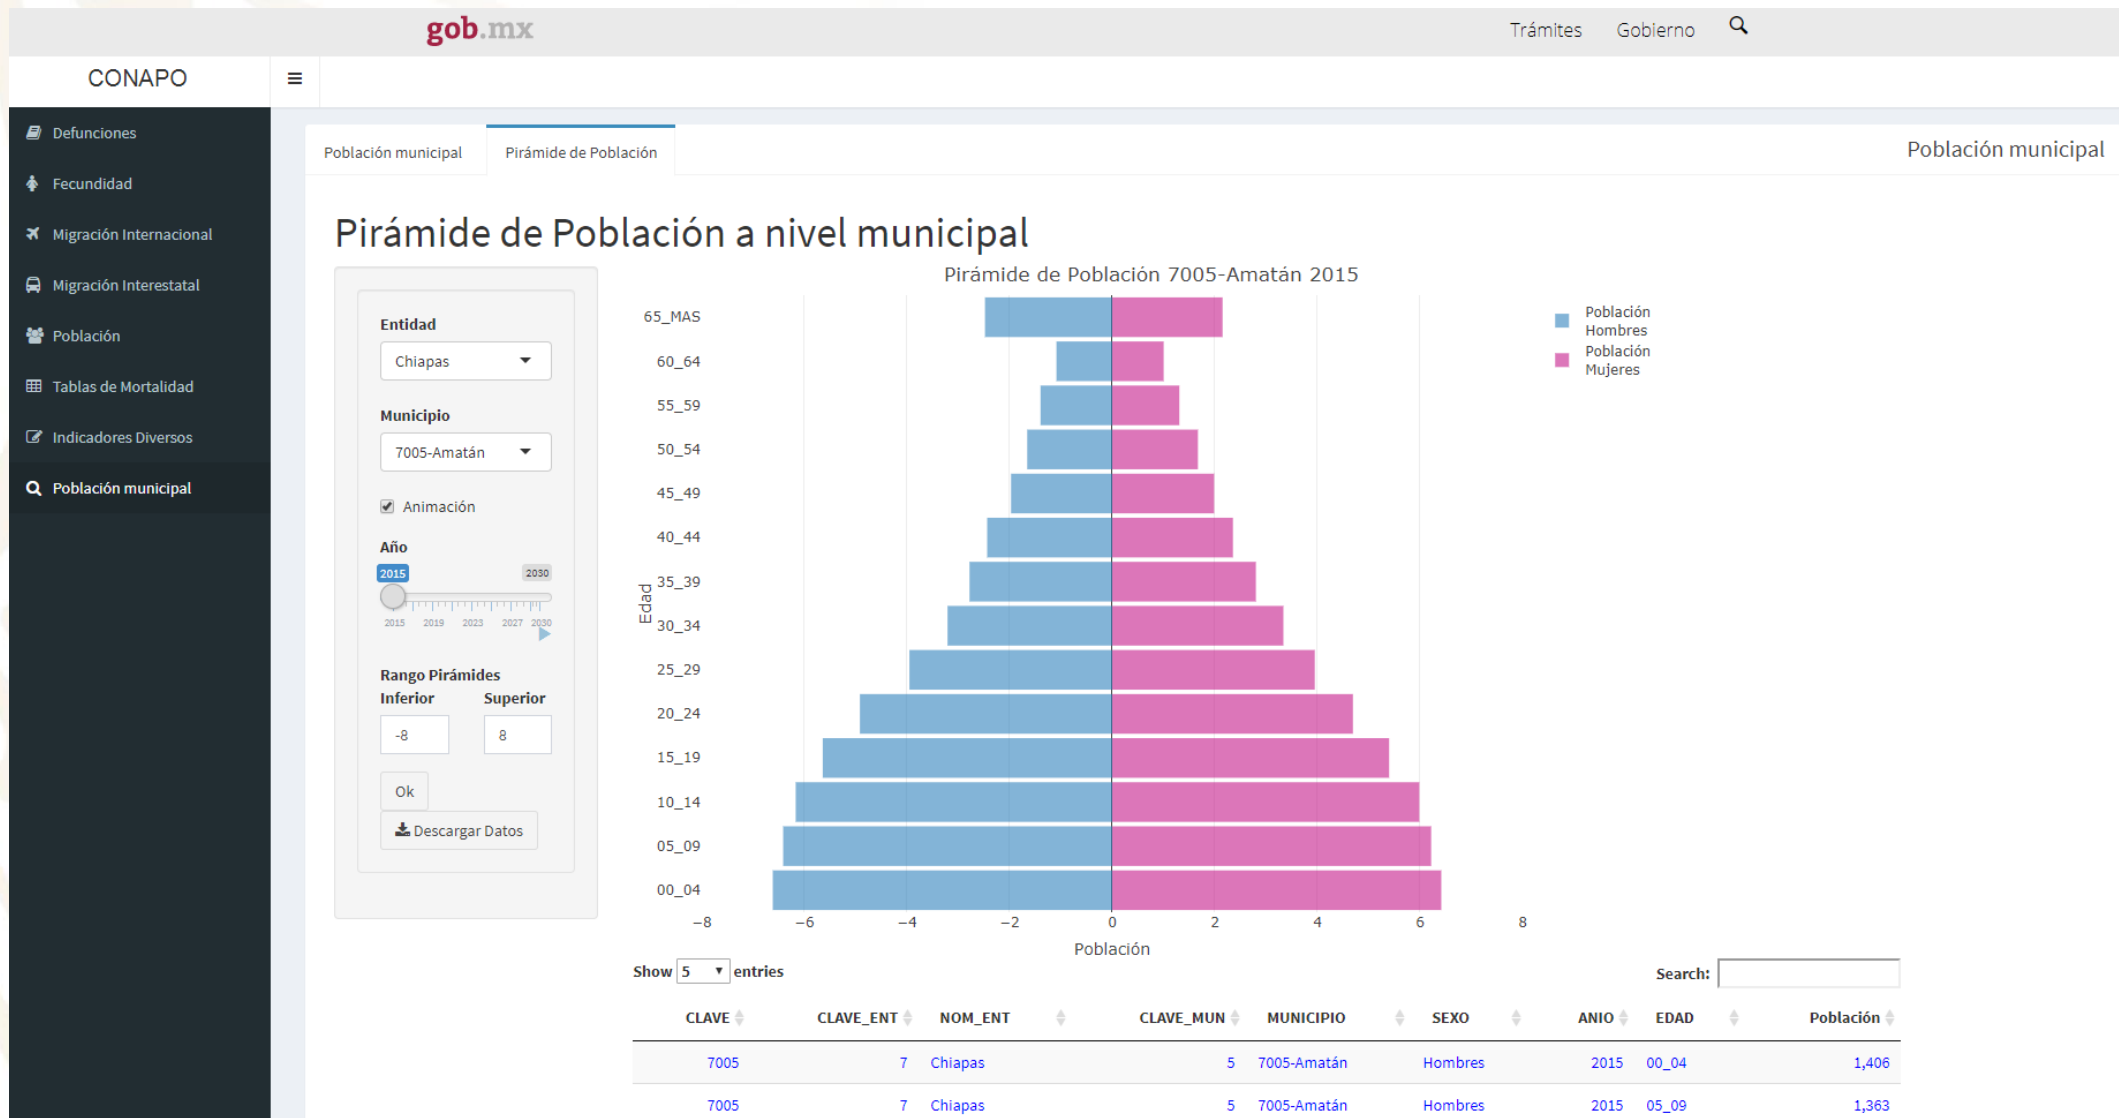 gob.mx
Trámites Gobierno
CONAPO
Defunciones
Fecundidad
Migración Internacional
Migración Interestatal
Población
Tablas de Mortalidad
Indicadores Diversos
Población municipal
Población municipal Pirámide de Población Población municipal
Pirámide de Población a nivel municipal
Entidad
Chiapas
Municipio
7005-Amatán
Animación
Año
2015 2030
2015 2019 2023 2027 2030
Rango Pirámides
Inferior Superior
-8 8
Ok
Descargar Datos
Pirámide de Población 7005-Amatán 2015
65_MAS
60_64
55_59
50_54
45_49
40_44
35_39
30_34
25_29
20_24
15_19
10_14
05_09
00_04
Edad
−8 −6 −4 −2 0 2 4 6 8
Población
Población
Hombres
Población
Mujeres
Show 5 entries Search:
CLAVE CLAVE_ENT NOM_ENT CLAVE_MUN MUNICIPIO SEXO ANIO EDAD Población
7005 7 Chiapas 5 7005-Amatán Hombres 2015 00_04 1,406
7005 7 Chiapas 5 7005-Amatán Hombres 2015 05_09 1,363